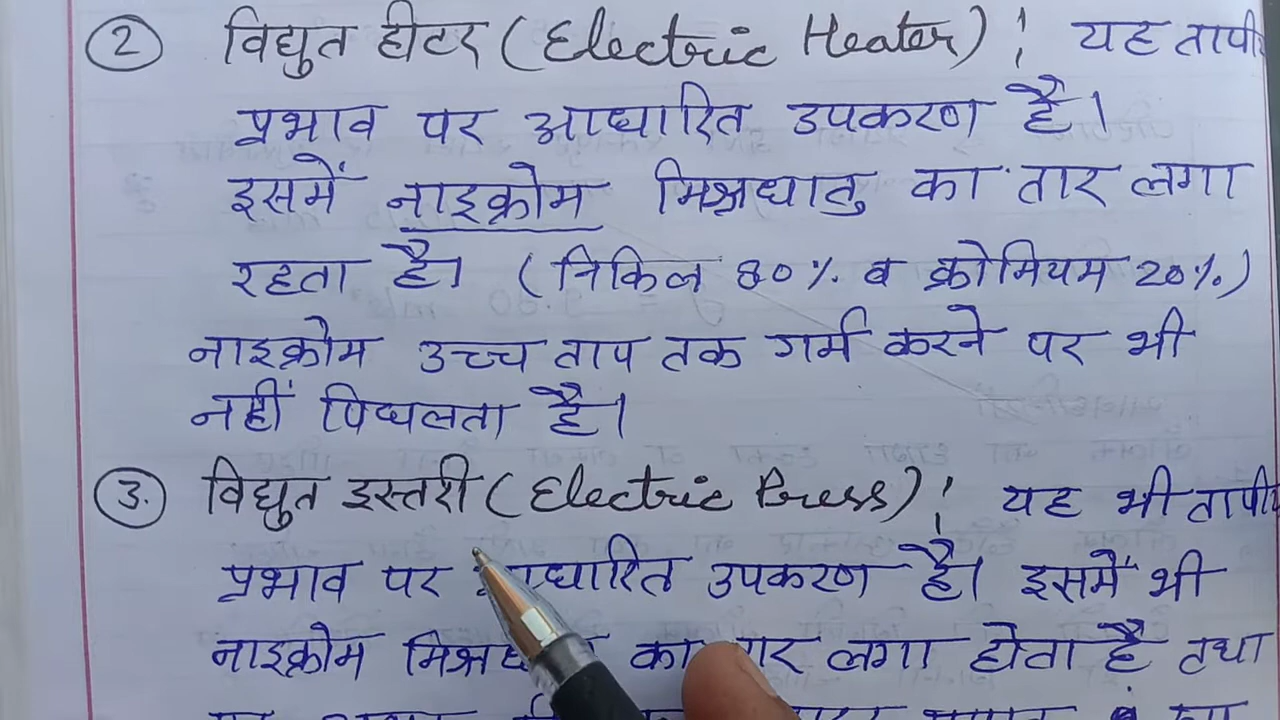 ② विद्युत हीटर (Electric Heater) : यह तापीय
प्रभाव पर आधारित उपकरण है।
इसमें नाइक्रोम मिश्रधातु का तार लगा
रहता है। (निकिल 80% व क्रोमियम 20%)
नाइक्रोम उच्च ताप तक गर्म करने पर भी
नहीं पिघलता है।
③. विद्युत इस्तरी (Electric Press) : यह भी तापीय
प्रभाव पर आधारित उपकरण है। इसमें भी
नाइक्रोम मिश्रधातु का तार लगा होता है तथा